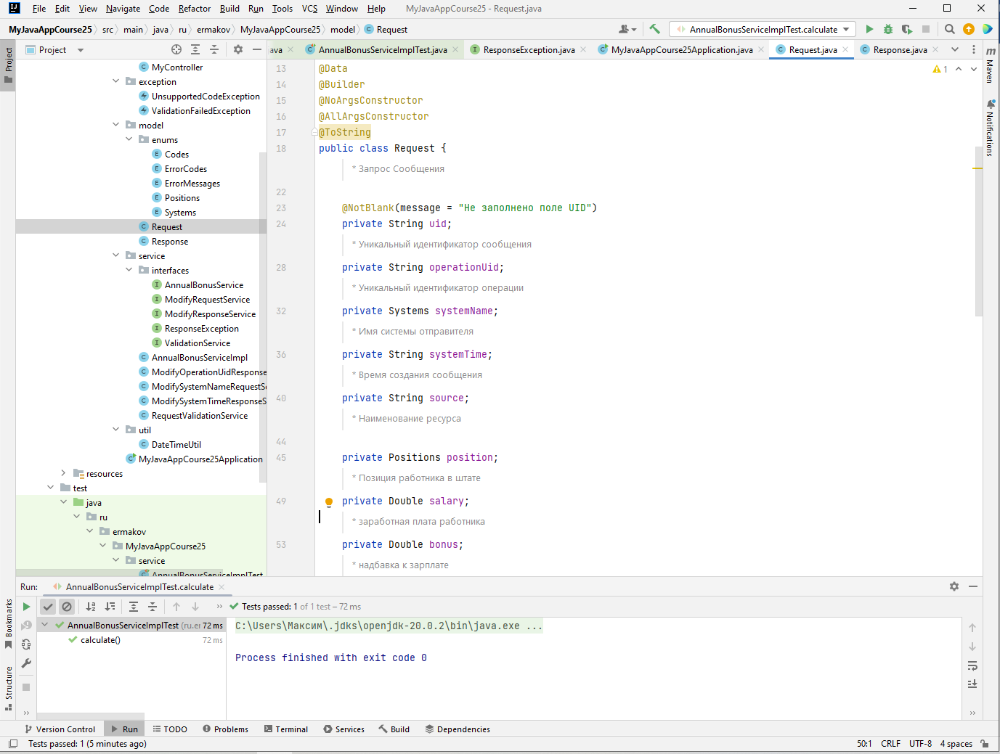 File Edit View Navigate Code Refactor Build Run Tools VCS Window Help MyJavaAppCourse25 - Request.java
MyJavaAppCourse25 src main java ru ermakov MyJavaAppCourse25 model Request AnnualBonusServiceImplTest.calculate
Project
Project
ava AnnualBonusServiceImplTest.java ResponseException.java MyJavaAppCourse25Application.java Request.java Response.java
Maven
Notifications
MyController
exception
UnsupportedCodeException
ValidationFailedException
model
enums
Codes
ErrorCodes
ErrorMessages
Positions
Systems
Request
Response
service
interfaces
AnnualBonusService
ModifyRequestService
ModifyResponseService
ResponseException
ValidationService
AnnualBonusServiceImpl
ModifyOperationUidResponse
ModifySystemNameRequestSe
ModifySystemTimeResponseS
RequestValidationService
util
DateTimeUtil
MyJavaAppCourse25Application
resources
test
java
ru
ermakov
MyJavaAppCourse25
service
AnnualBonusServiceImplTest
13 @Data
14 @Builder
15 @NoArgsConstructor
16 @AllArgsConstructor
17 @ToString
18 public class Request {
* Запрос Сообщения
22
23 @NotBlank(message = "Не заполнено поле UID")
24 private String uid;
* Уникальный идентификатор сообщения
28 private String operationUid;
* Уникальный идентификатор операции
32 private Systems systemName;
* Имя системы отправителя
36 private String systemTime;
* Время создания сообщения
40 private String source;
* Наименование ресурса
44
45 private Positions position;
* Позиция работника в штате
49 private Double salary;
* заработная плата работника
53 private Double bonus;
* надбавка к зарплате
1
Run: AnnualBonusServiceImplTest.calculate
Tests passed: 1 of 1 test – 72 ms
AnnualBonusServiceImplTest (ru.er 72 ms
calculate() 72 ms
C:\Users\Максим\.jdks\openjdk-20.0.2\bin\java.exe ...
Process finished with exit code 0
Bookmarks
Structure
Version Control Run TODO Problems Terminal Services Build Dependencies
Tests passed: 1 (5 minutes ago) 50:1 CRLF UTF-8 4 spaces